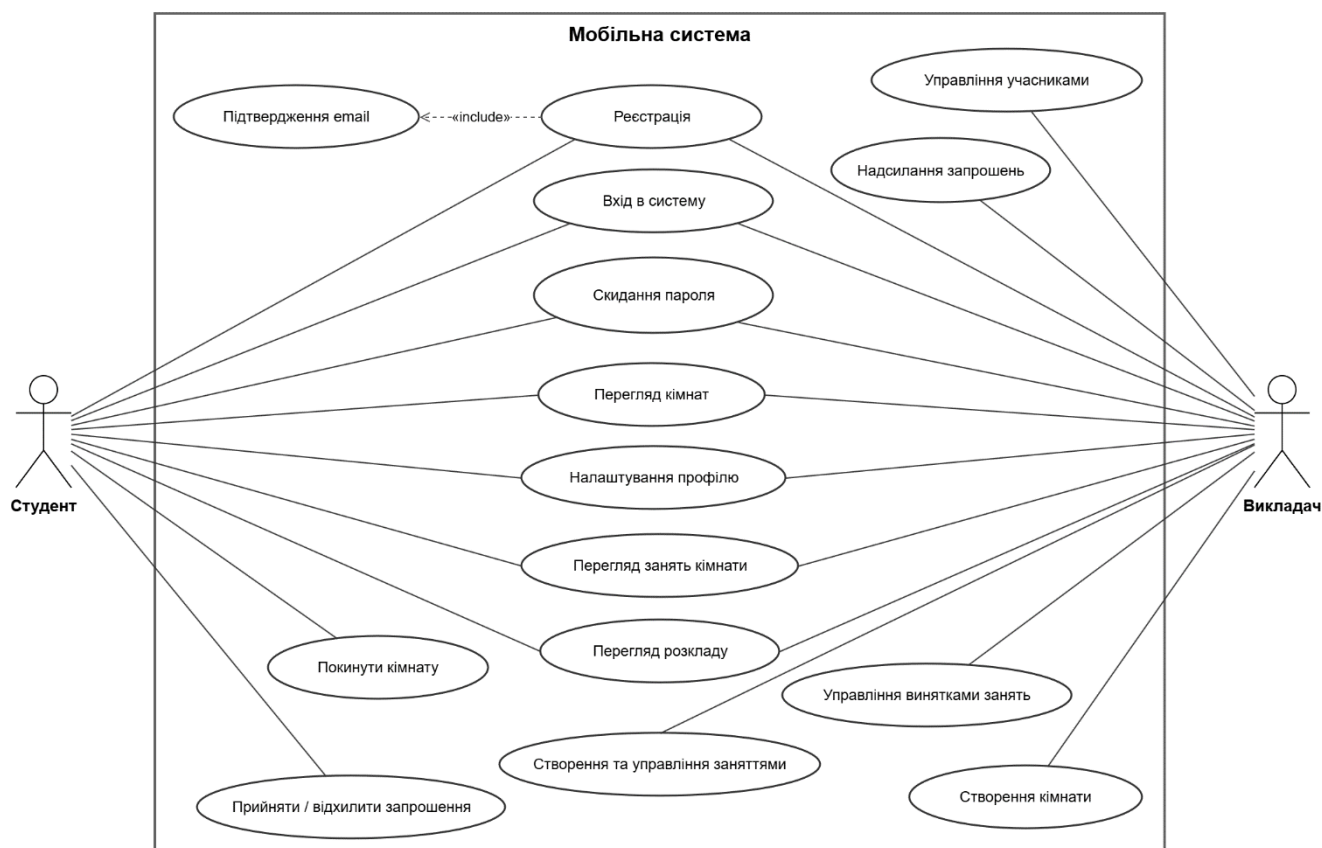 Мобільна система
Управління учасниками
Підтвердження email
«include»
Реєстрація
Надсилання запрошень
Вхід в систему
Скидання пароля
Перегляд кімнат
Налаштування профілю
Студент
Викладач
Перегляд занять кімнати
Перегляд розкладу
Покинути кімнату
Управління винятками занять
Створення та управління заняттями
Створення кімнати
Прийняти / відхилити запрошення